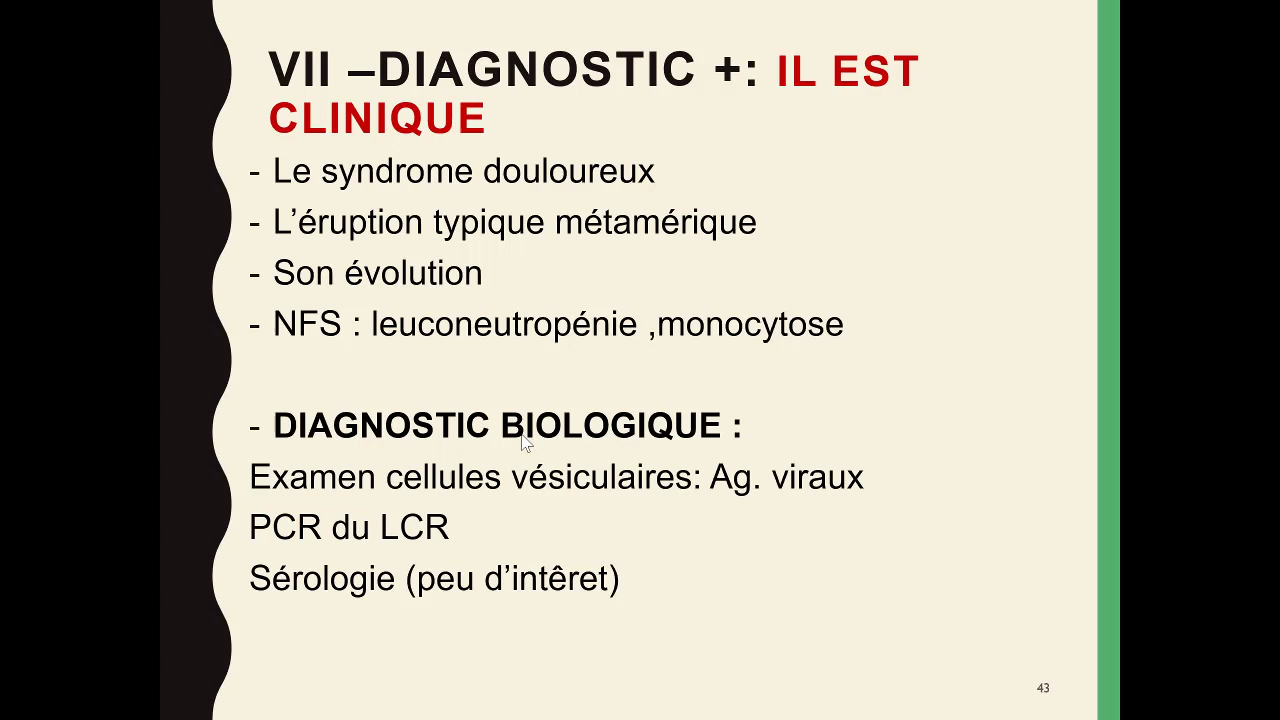 VII –DIAGNOSTIC +: IL EST
CLINIQUE
- Le syndrome douloureux
- L’éruption typique métamérique
- Son évolution
- NFS : leuconeutropénie ,monocytose
- DIAGNOSTIC BIOLOGIQUE :
Examen cellules vésiculaires: Ag. viraux
PCR du LCR
Sérologie (peu d’intêret)
43